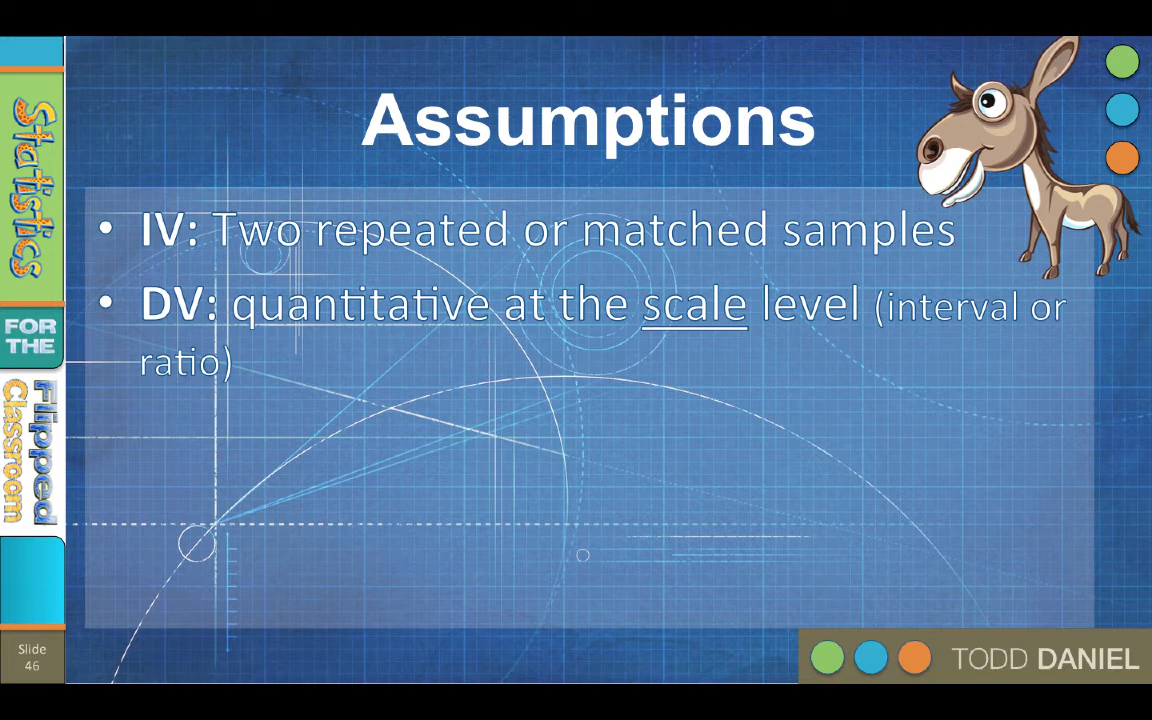 Assumptions
• IV: Two repeated or matched samples
• DV: quantitative at the scale level (interval or
ratio)
Statistics
FOR
THE
Flipped
Classroom
Slide
46
TODD DANIEL